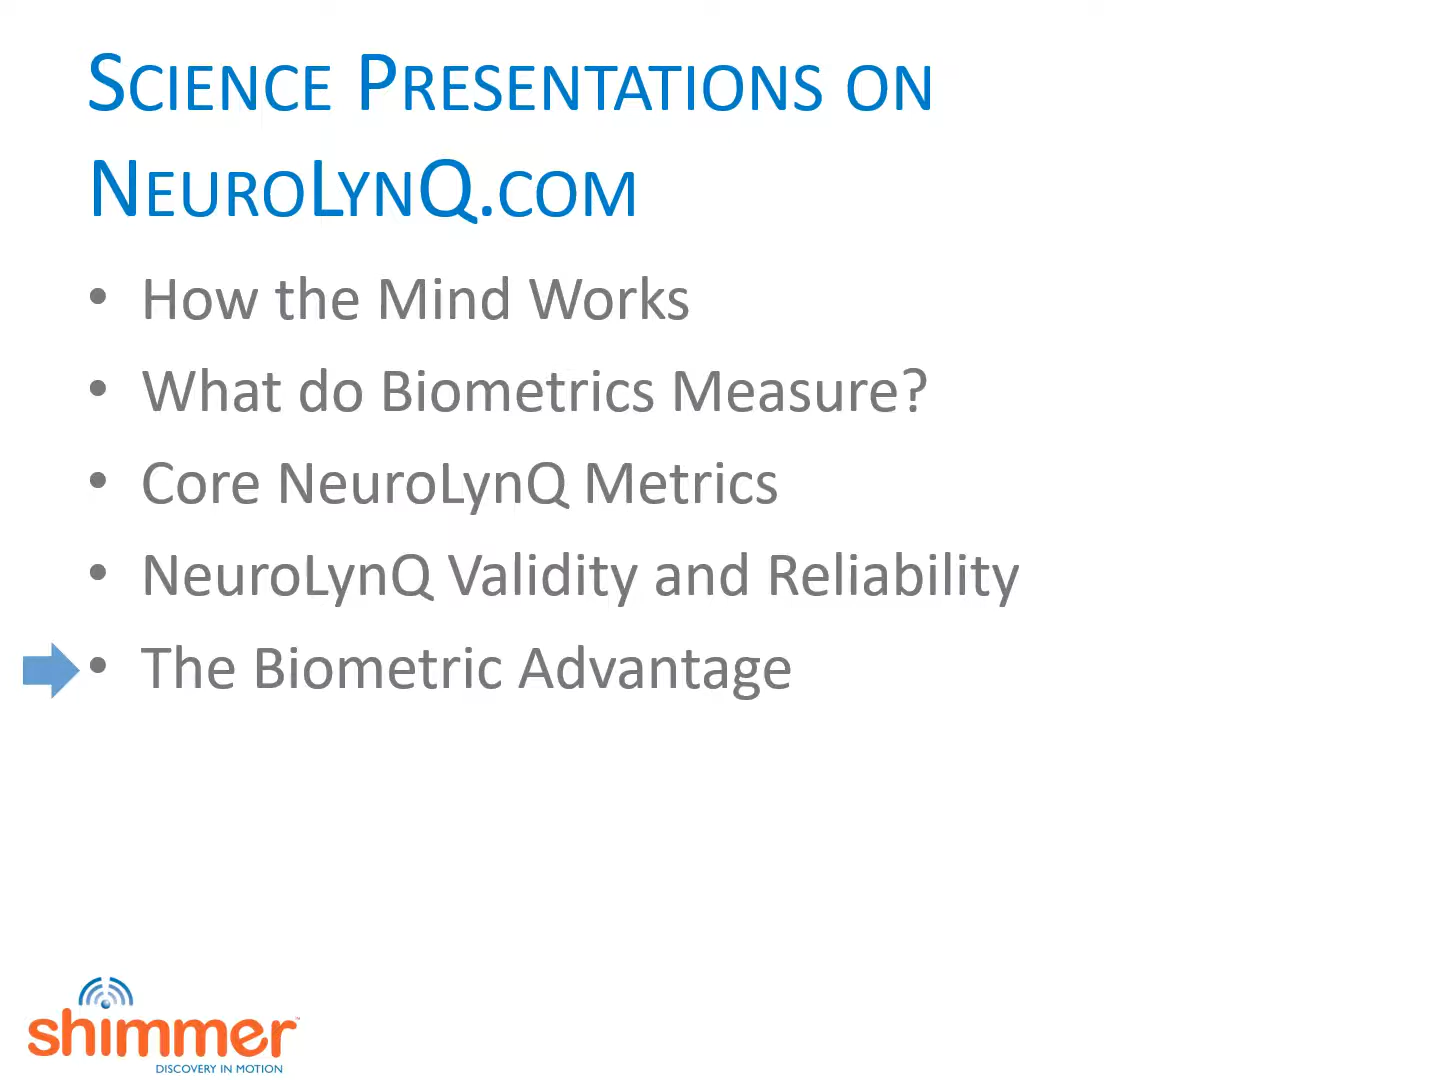 Science Presentations on
NeuroLynQ.com
• How the Mind Works
• What do Biometrics Measure?
• Core NeuroLynQ Metrics
• NeuroLynQ Validity and Reliability
• The Biometric Advantage
shimmer™
DISCOVERY IN MOTION